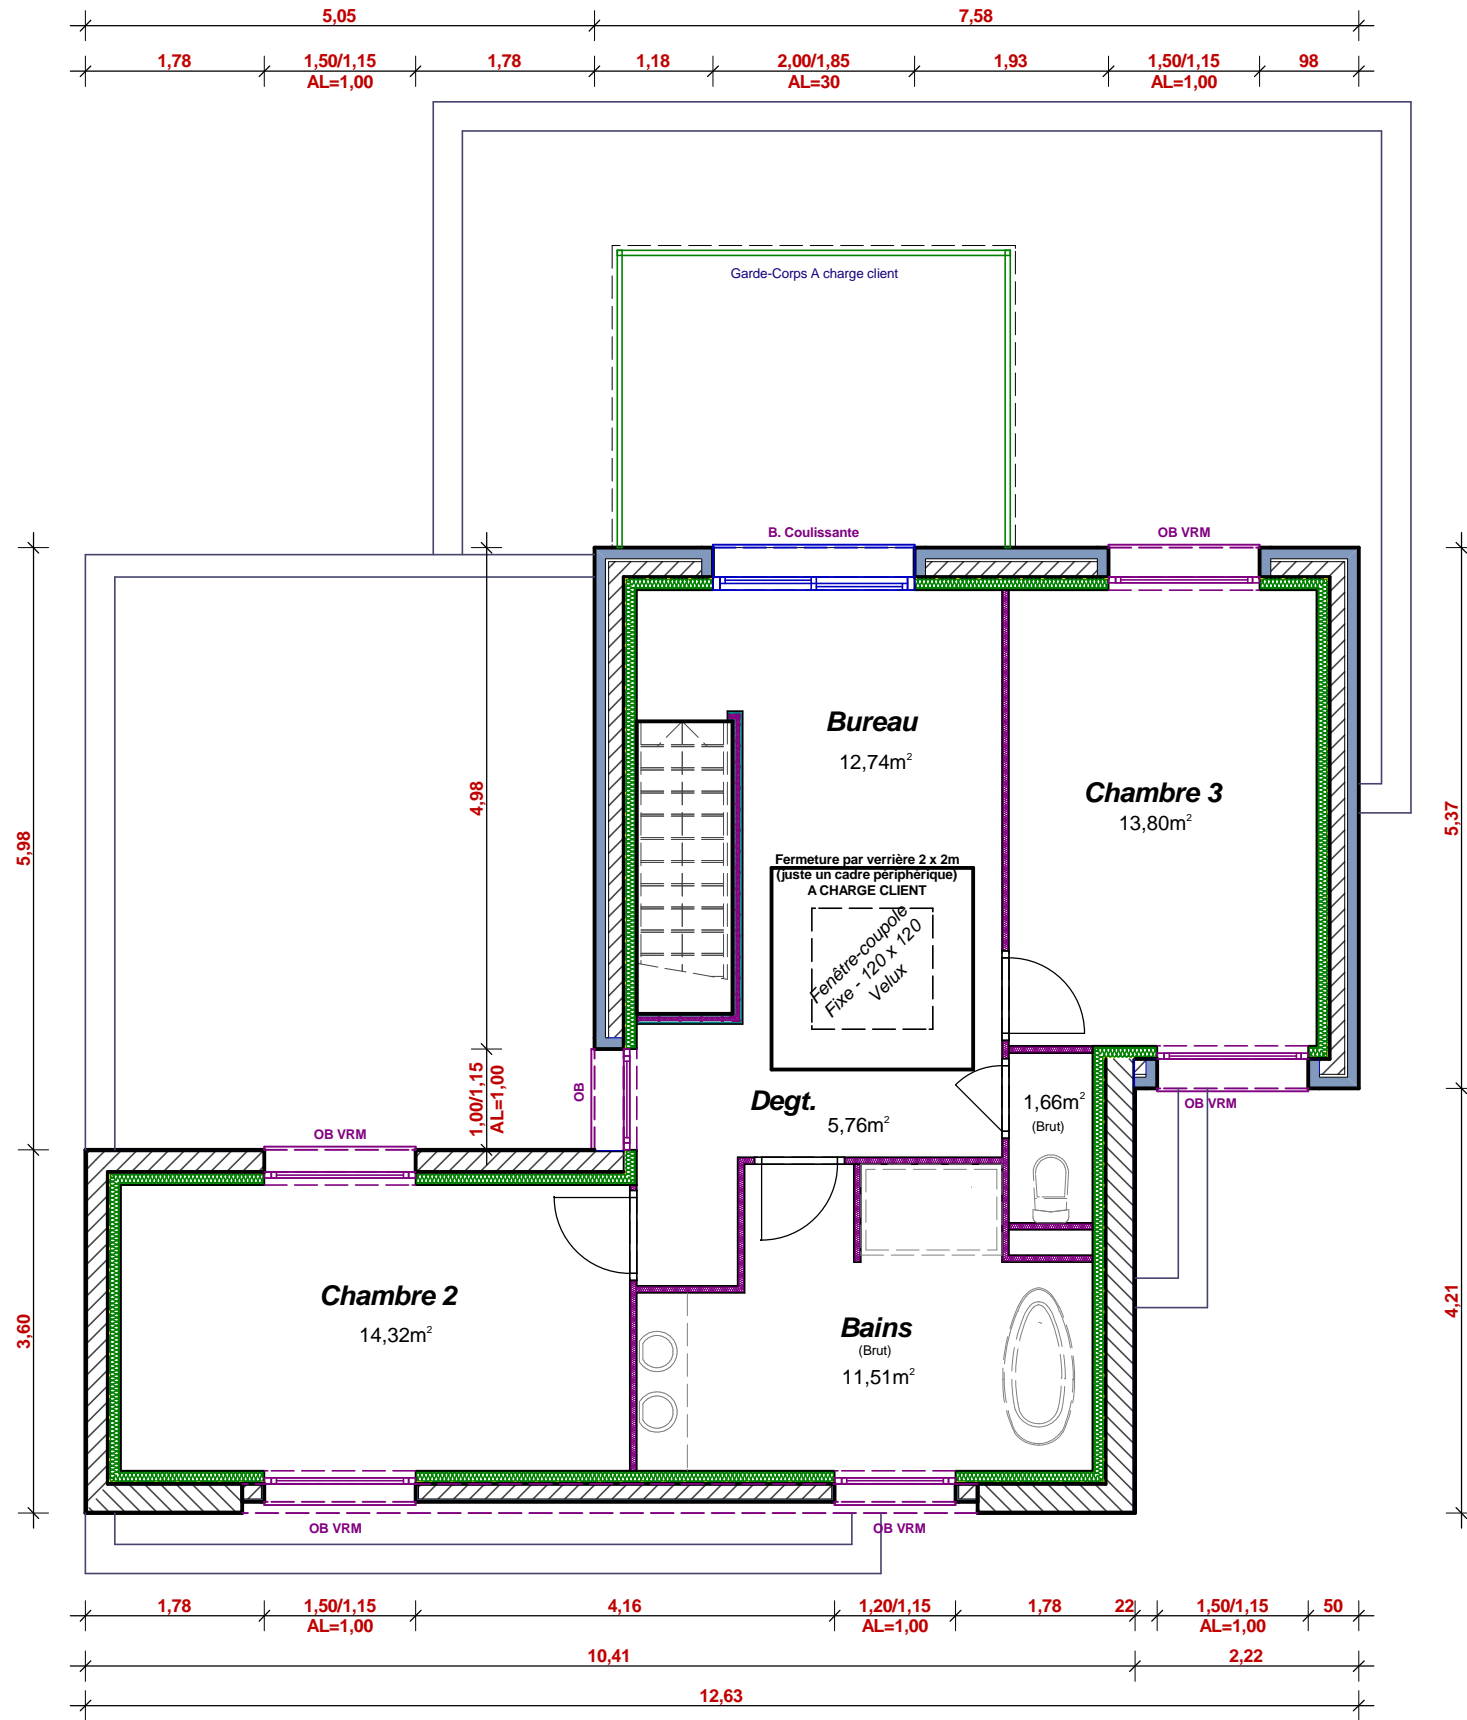 5,05
7,58
1,78
1,50/1,15
AL=1,00
1,78
1,18
2,00/1,85
AL=30
1,93
1,50/1,15
AL=1,00
98
Garde-Corps A charge client
B. Coulissante
OB VRM
Bureau
12,74m²
Chambre 3
13,80m²
4,98
5,98
5,37
Fermeture par verrière 2 x 2m
(juste un cadre périphérique)
A CHARGE CLIENT
Fenêtre-coupole
Fixe - 120 x 120
Velux
1,00/1,15
AL=1,00
OB
Degt.
5,76m²
1,66m²
(Brut)
OB VRM
OB VRM
Chambre 2
14,32m²
Bains
(Brut)
11,51m²
3,60
4,21
OB VRM
OB VRM
1,78
1,50/1,15
AL=1,00
4,16
1,20/1,15
AL=1,00
1,78
22
1,50/1,15
AL=1,00
50
10,41
2,22
12,63